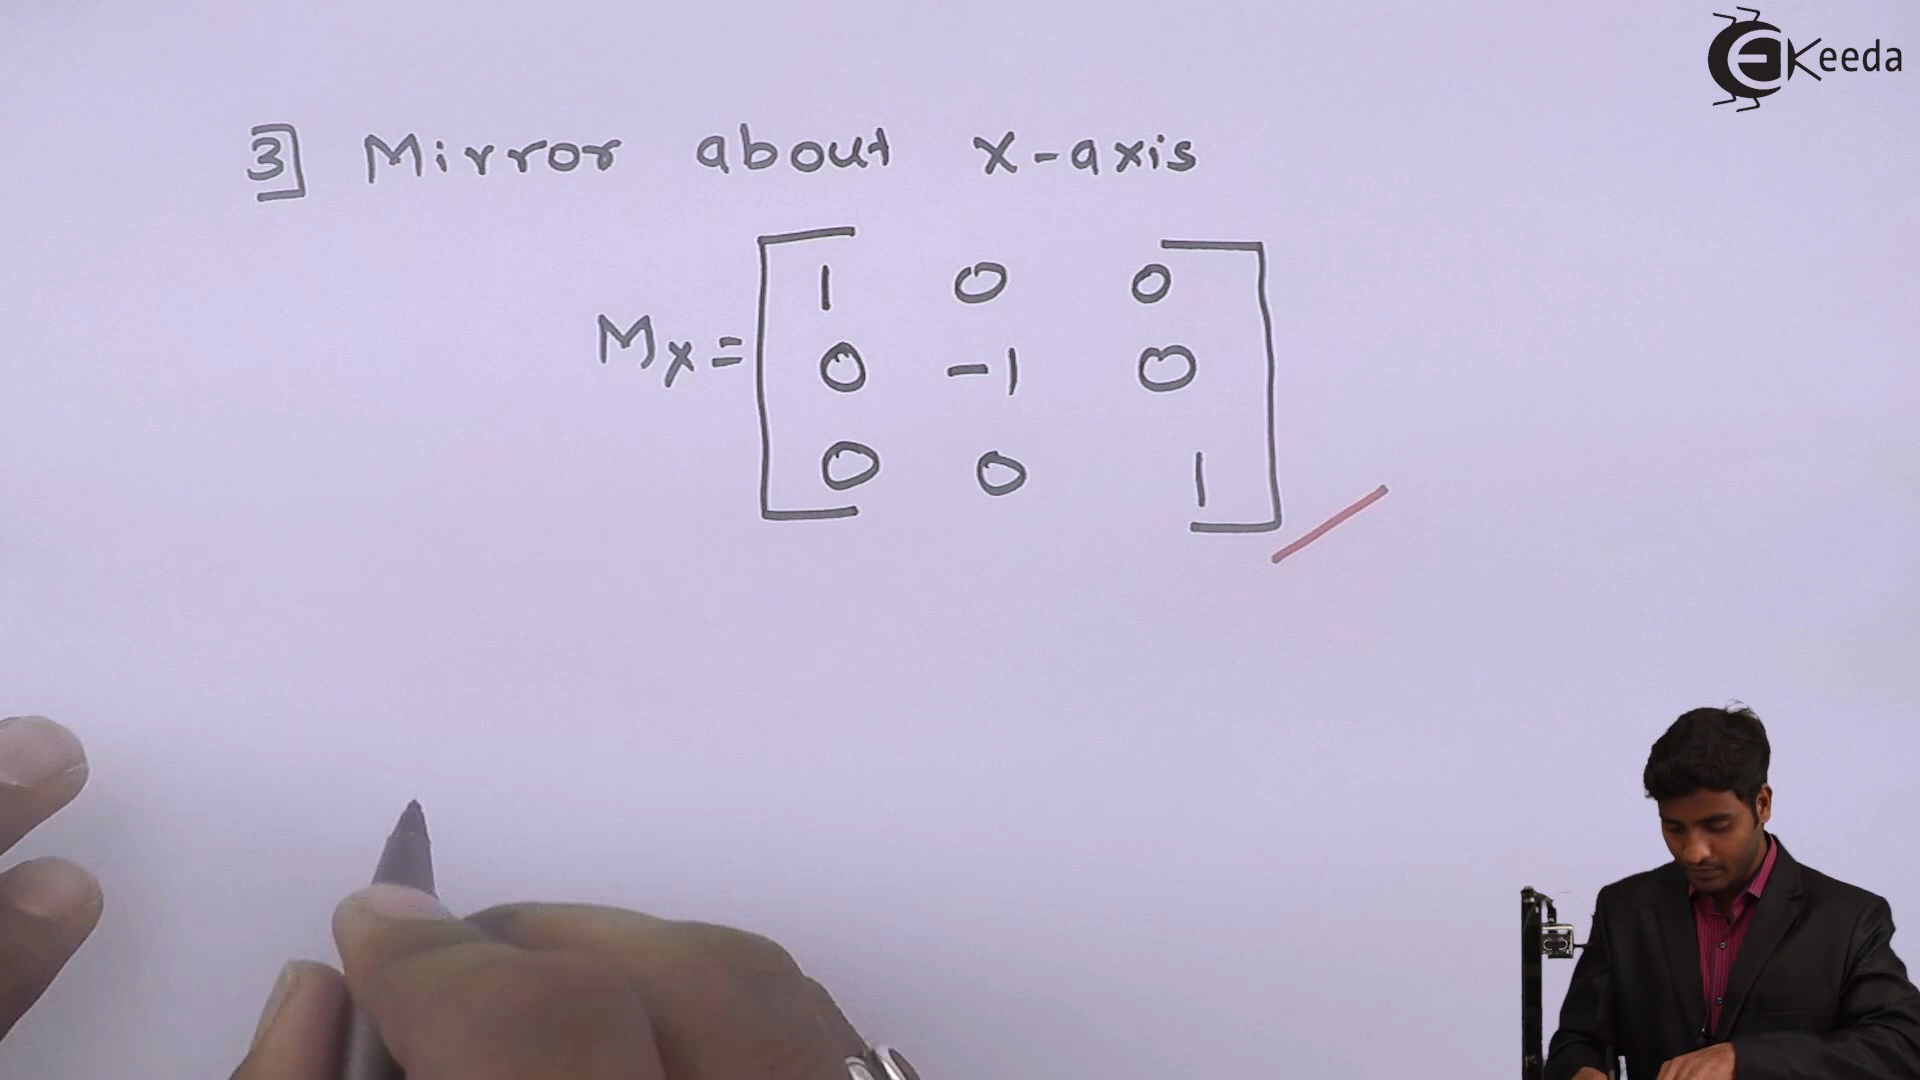 EKeeda
3] Mirror about X-axis
1 0 0
Mx = 0 -1 0
0 0 1